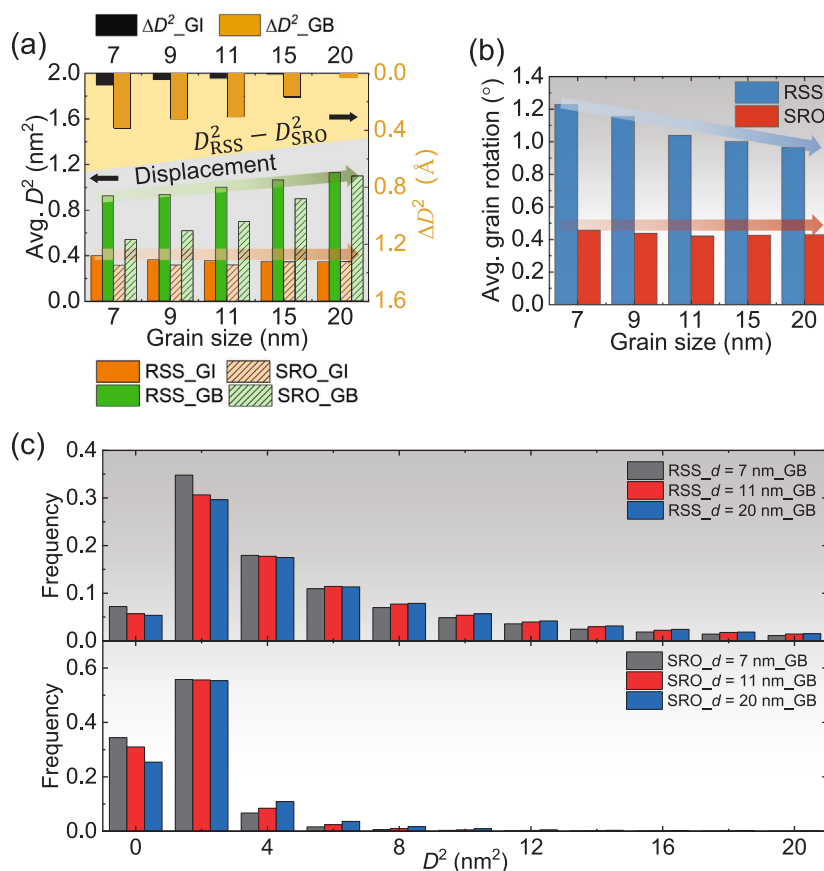 (a)
ΔD²_GI ΔD²_GB
7 9 11 15 20
2.0 1.6 1.2 0.8 0.4 0.0
Avg. D² (nm²)
0.0 0.4 0.8 1.2 1.6
ΔD² (Å)
D²RSS − D²SRO
Displacement
7 9 11 15 20
Grain size (nm)
RSS_GI SRO_GI
RSS_GB SRO_GB
(b)
1.4 1.2 1.0 0.8 0.6 0.4 0.2 0.0
Avg. grain rotation (°)
RSS
SRO
7 9 11 15 20
Grain size (nm)
(c)
0.4 0.3 0.2 0.1 0.0
Frequency
RSS_d = 7 nm_GB
RSS_d = 11 nm_GB
RSS_d = 20 nm_GB
0.6 0.4 0.2 0.0
Frequency
SRO_d = 7 nm_GB
SRO_d = 11 nm_GB
SRO_d = 20 nm_GB
0 4 8 12 16 20
D² (nm²)